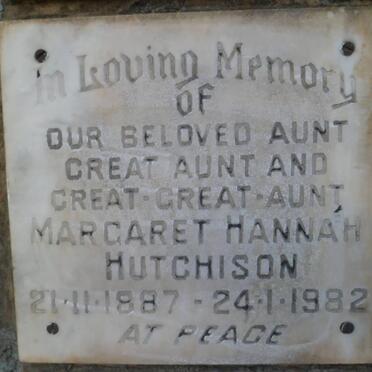 In Loving Memory
OF
OUR BELOVED AUNT
GREAT AUNT AND
GREAT-GREAT-AUNT
MARGARET HANNAH
HUTCHISON
21·11·1887 - 24·1·1982
AT PEACE